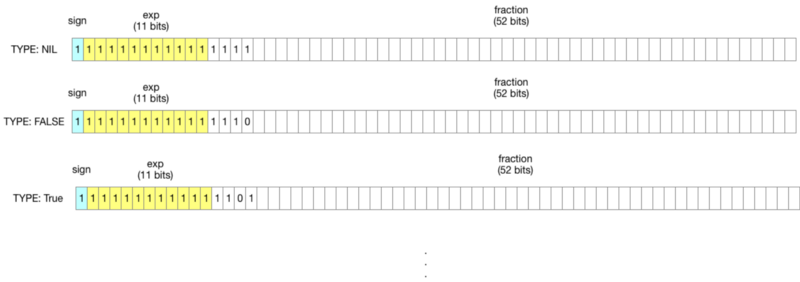 sign exp fraction
(11 bits) (52 bits)
TYPE: NIL 1 1 1 1 1 1 1 1 1 1 1 1 1 1 1 1
sign exp fraction
(11 bits) (52 bits)
TYPE: FALSE 1 1 1 1 1 1 1 1 1 1 1 1 1 1 1 0
sign exp fraction
(11 bits) (52 bits)
TYPE: True 1 1 1 1 1 1 1 1 1 1 1 1 1 1 0 1
.
.
.